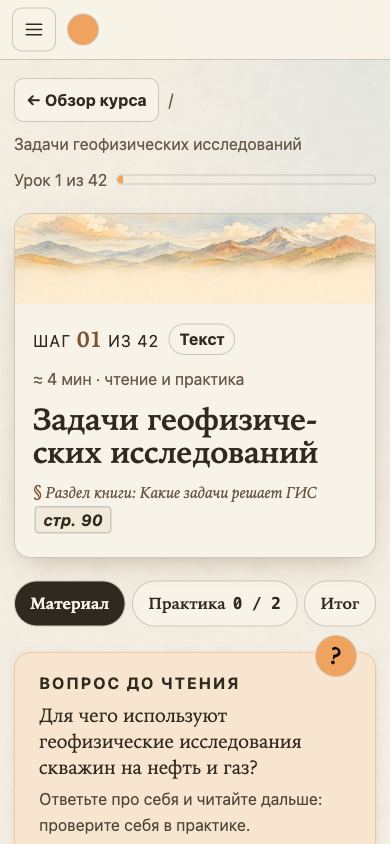 ← Обзор курса /
Задачи геофизических исследований
Урок 1 из 42
ШАГ 01 ИЗ 42 Текст
≈ 4 мин · чтение и практика
Задачи геофизиче-
ских исследований
§ Раздел книги: Какие задачи решает ГИС
стр. 90
Материал Практика 0 / 2 Итог
?
ВОПРОС ДО ЧТЕНИЯ
Для чего используют
геофизические исследования
скважин на нефть и газ?
Ответьте про себя и читайте дальше:
проверите себя в практике.